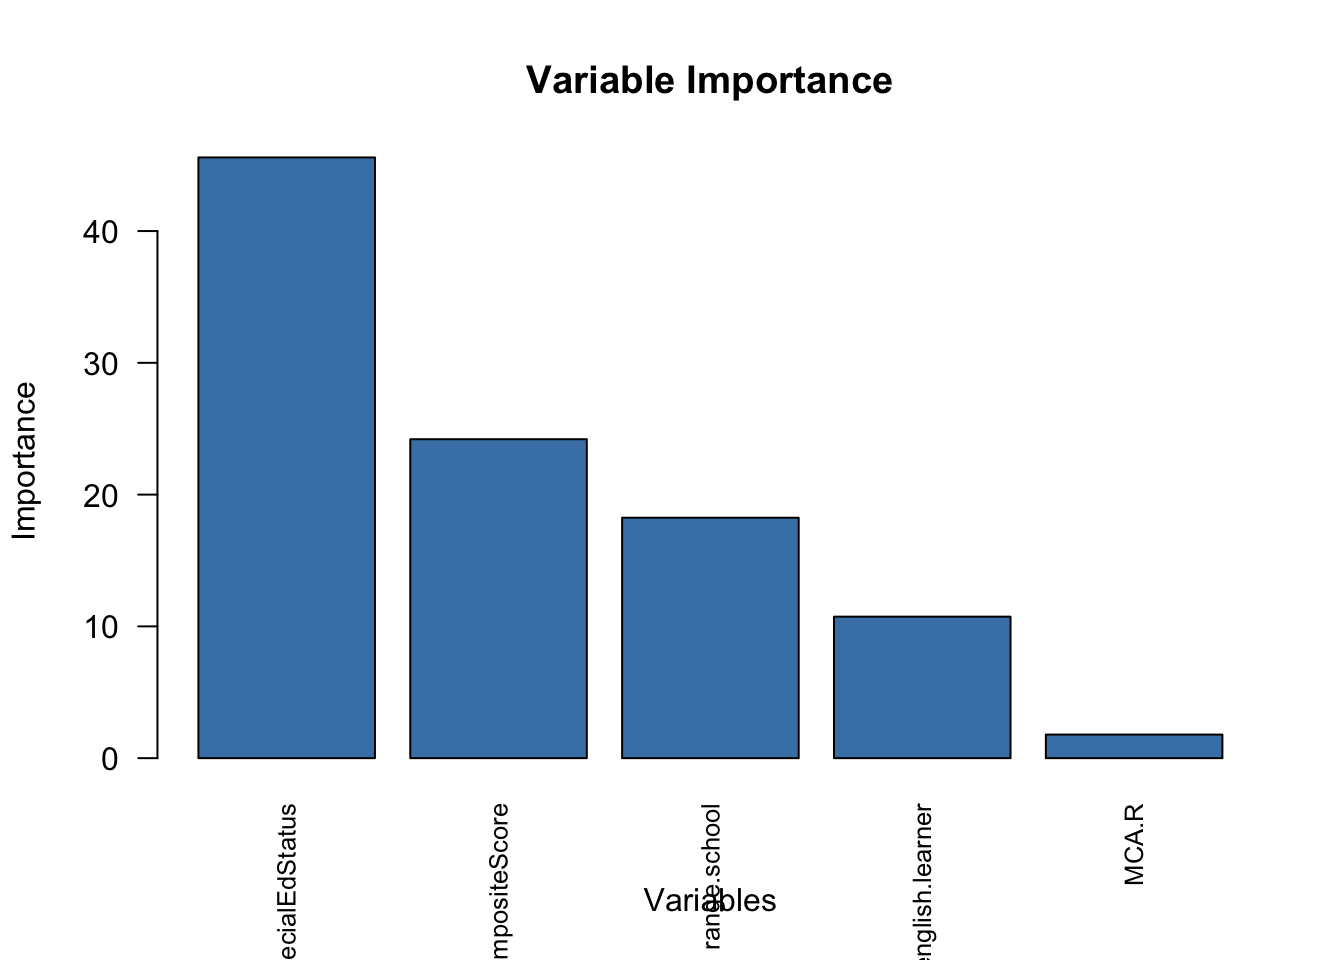 Variable Importance
Importance
40
30
20
10
0
ecialEdStatus
mpositeScore
range.school
english.learner
MCA.R
Variables